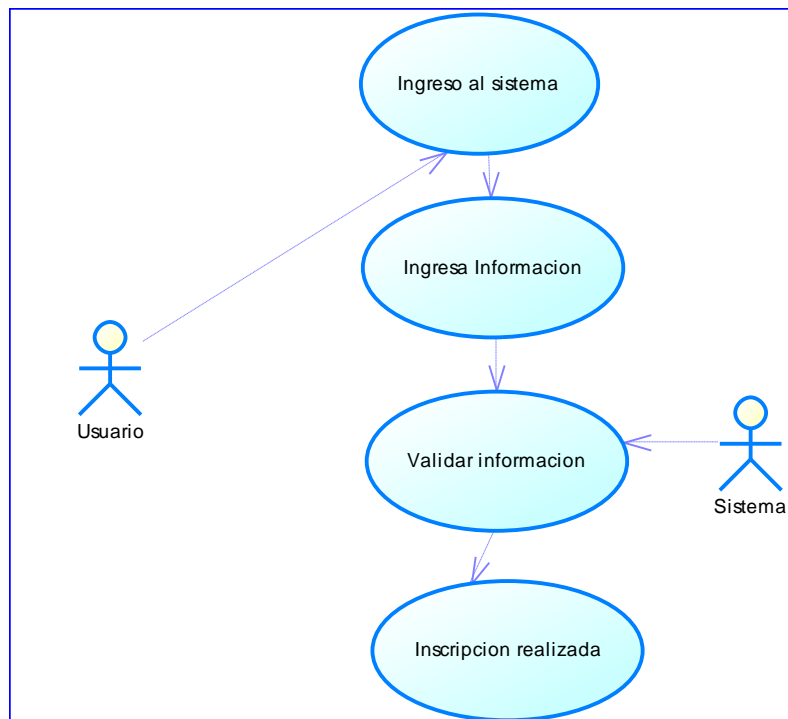 Ingreso al sistema
Ingresa Informacion
Usuario
Validar informacion
Sistema
Inscripcion realizada